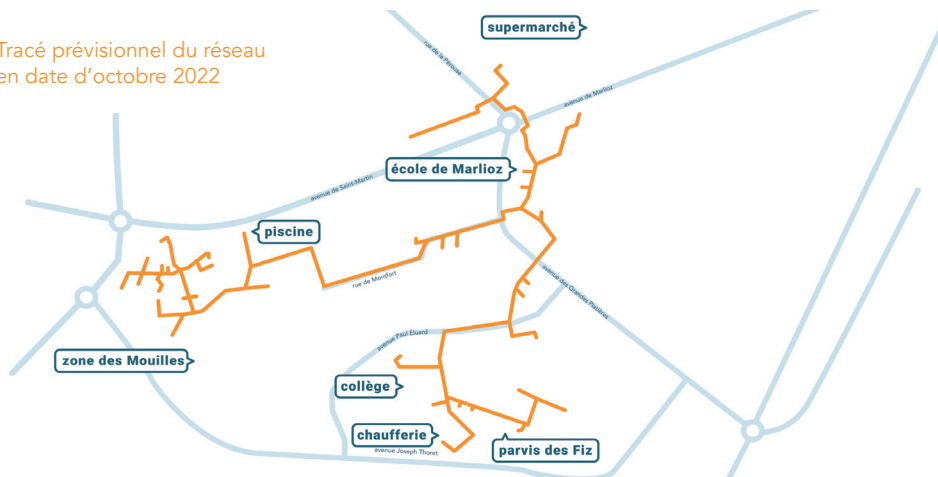 supermarché
Tracé prévisionnel du réseau
en date d'octobre 2022
rue de la Pérouse
avenue de Marlioz
école de Marlioz
avenue de Saint-Martin
piscine
rue de Montfort
avenue des Grandes Platières
avenue Paul Éluard
zone des Mouilles
collège
chaufferie
parvis des Fiz
avenue Joseph Thoret